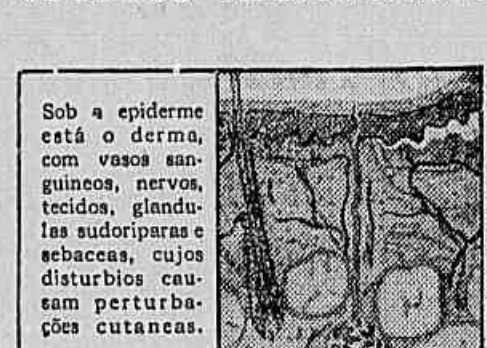 Sob a epiderme
está o derma,
com vasos san-
guineos, nervos,
tecidos, glandu-
las sudoriparas e
sebaceas, cujos
disturbios cau-
sam perturba-
ções cutaneas.